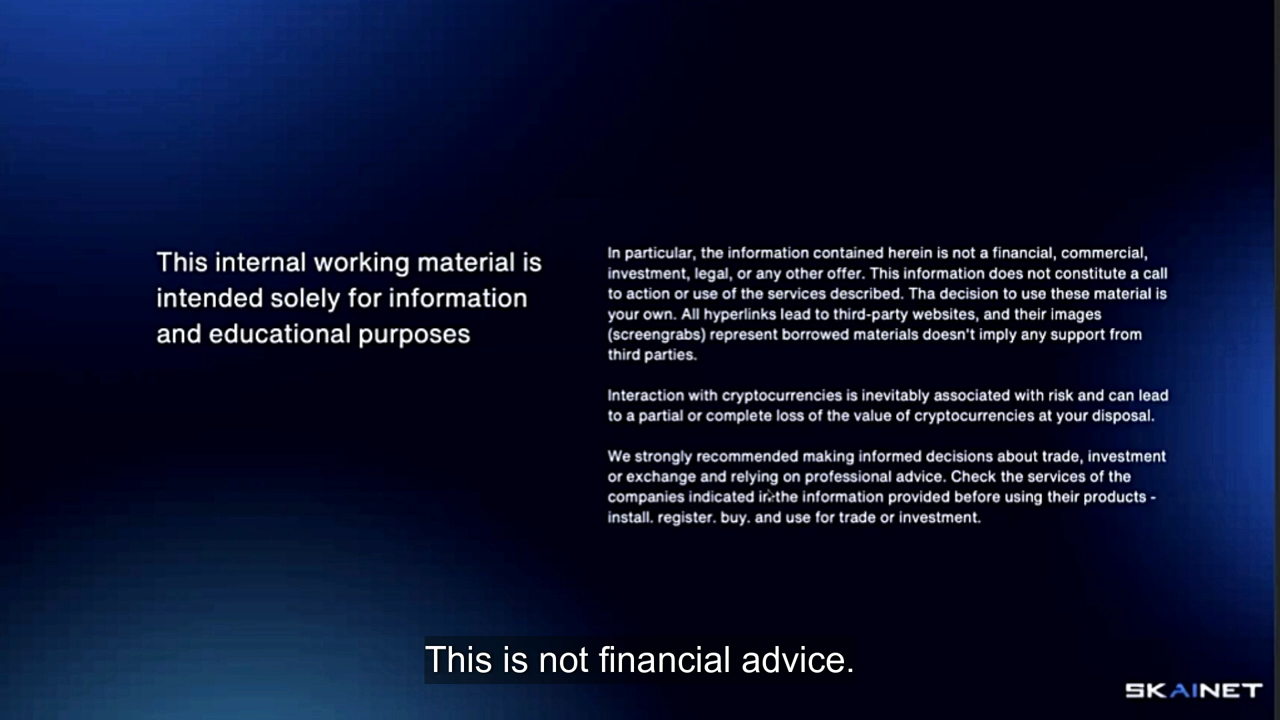 This internal working material is
intended solely for information
and educational purposes
In particular, the information contained herein is not a financial, commercial,
investment, legal, or any other offer. This information does not constitute a call
to action or use of the services described. Tha decision to use these material is
your own. All hyperlinks lead to third-party websites, and their images
(screengrabs) represent borrowed materials doesn't imply any support from
third parties.
Interaction with cryptocurrencies is inevitably associated with risk and can lead
to a partial or complete loss of the value of cryptocurrencies at your disposal.
We strongly recommended making informed decisions about trade, investment
or exchange and relying on professional advice. Check the services of the
companies indicated in the information provided before using their products -
install. register. buy. and use for trade or investment.
This is not financial advice.
SKAINET